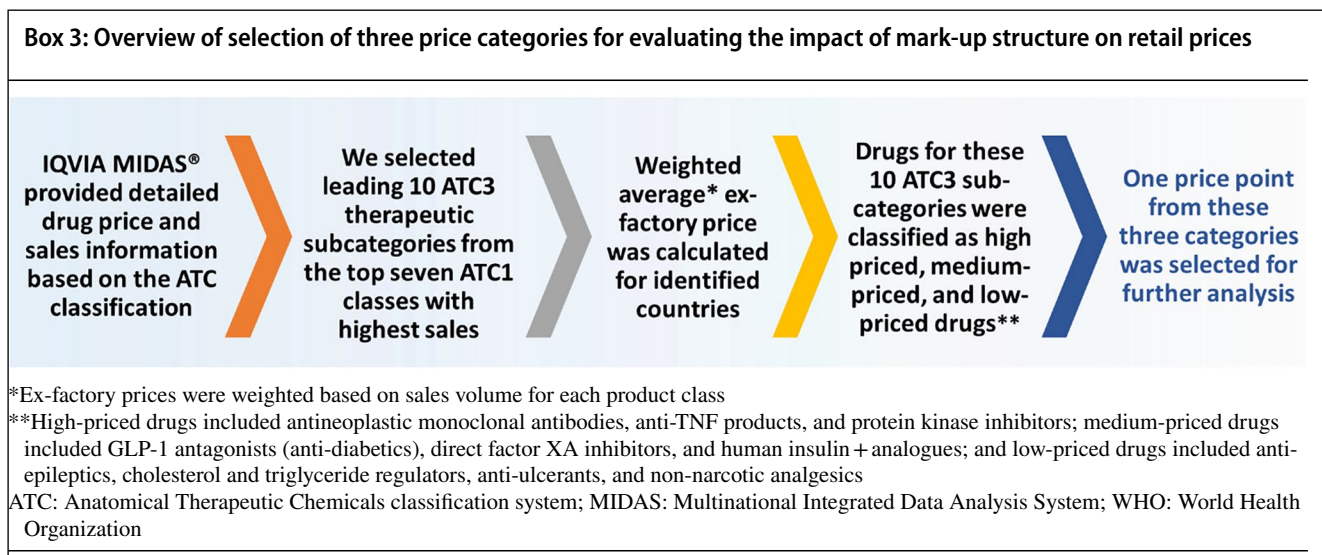 Box 3: Overview of selection of three price categories for evaluating the impact of mark-up structure on retail prices
IQVIA MIDAS®
provided detailed
drug price and
sales information
based on the ATC
classification
We selected
leading 10 ATC3
therapeutic
subcategories from
the top seven ATC1
classes with
highest sales
Weighted
average* ex-
factory price
was calculated
for identified
countries
Drugs for these
10 ATC3 sub-
categories were
classified as high
priced, medium-
priced, and low-
priced drugs**
One price point
from these
three categories
was selected for
further analysis
*Ex-factory prices were weighted based on sales volume for each product class
**High-priced drugs included antineoplastic monoclonal antibodies, anti-TNF products, and protein kinase inhibitors; medium-priced drugs
included GLP-1 antagonists (anti-diabetics), direct factor XA inhibitors, and human insulin + analogues; and low-priced drugs included anti-
epileptics, cholesterol and triglyceride regulators, anti-ulcerants, and non-narcotic analgesics
ATC: Anatomical Therapeutic Chemicals classification system; MIDAS: Multinational Integrated Data Analysis System; WHO: World Health
Organization